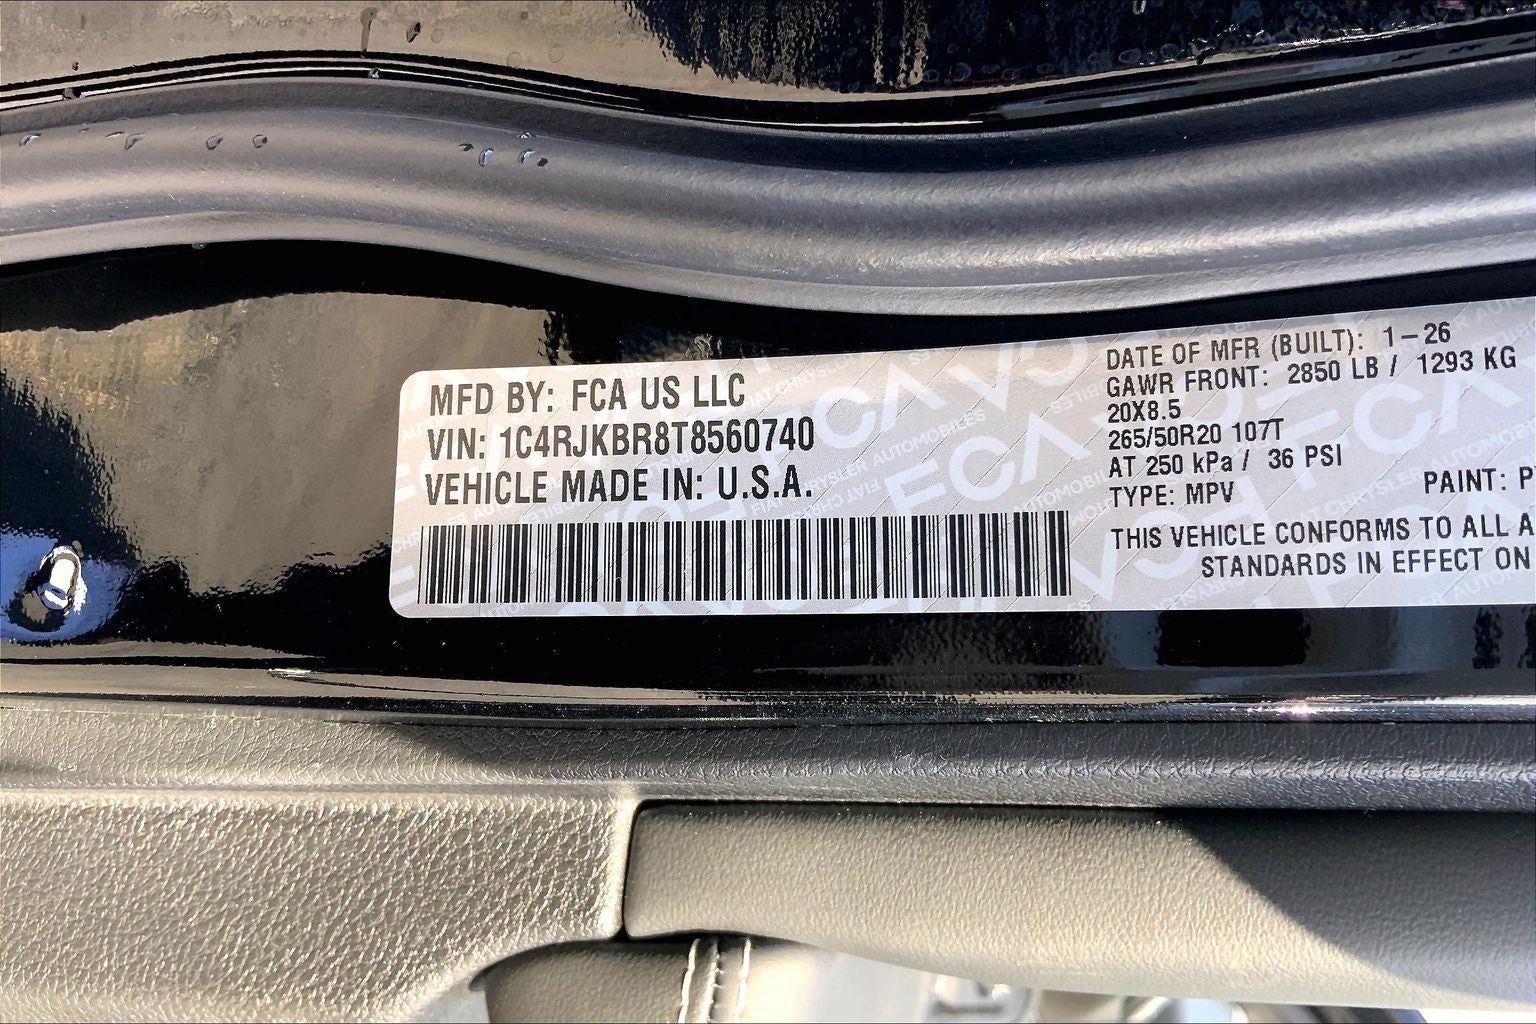 MFD BY: FCA US LLC
VIN: 1C4RJKBR8T8560740
VEHICLE MADE IN: U.S.A.
DATE OF MFR (BUILT): 1-26
GAWR FRONT: 2850 LB / 1293 KG
20X8.5
265/50R20 107T
AT 250 kPa / 36 PSI
TYPE: MPV PAINT: P
THIS VEHICLE CONFORMS TO ALL A
STANDARDS IN EFFECT ON